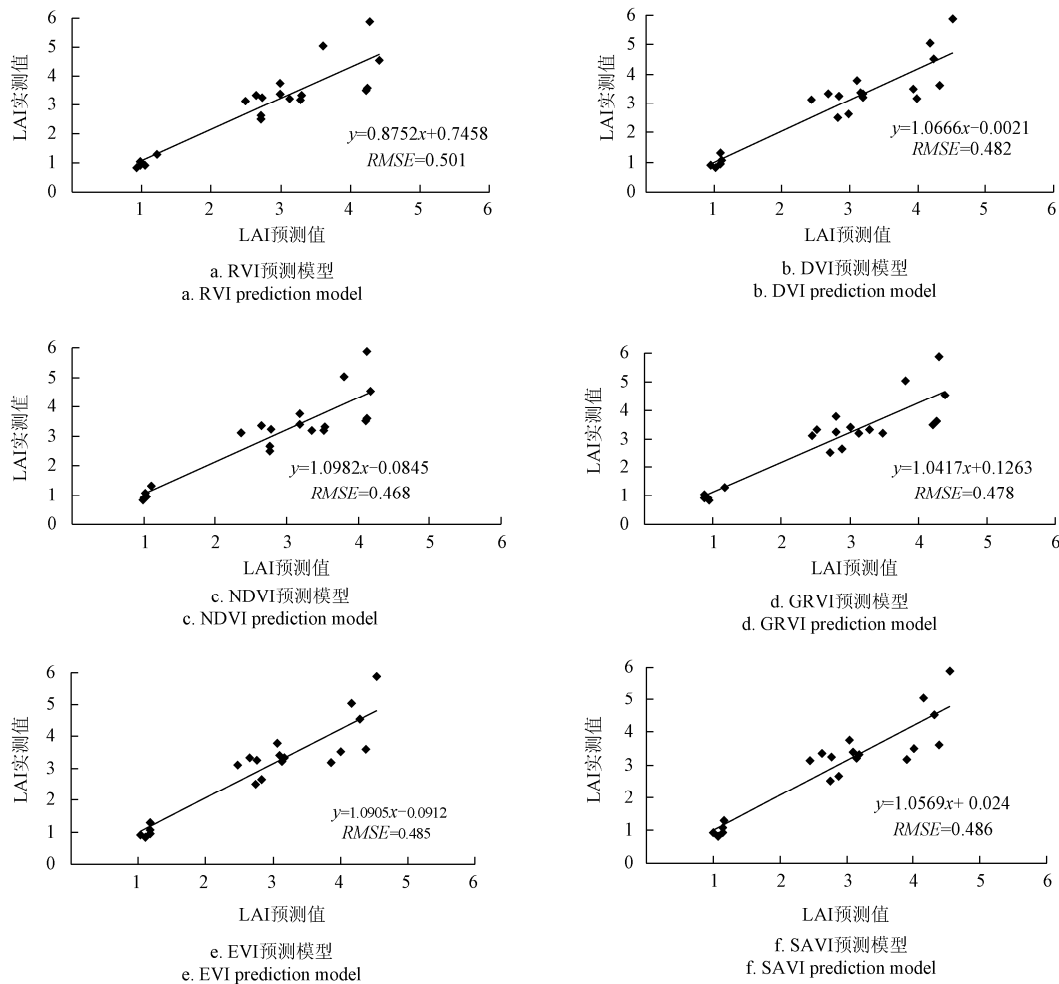 LAI实测值
6
5
4
3
2
1
0
y=0.8752x+0.7458
RMSE=0.501
1 2 3 4 5 6
LAI预测值
a. RVI预测模型
a. RVI prediction model
LAI实测值
6
5
4
3
2
1
0
y=1.0666x−0.0021
RMSE=0.482
1 2 3 4 5 6
LAI预测值
b. DVI预测模型
b. DVI prediction model
LAI实测值
6
5
4
3
2
1
0
y=1.0982x−0.0845
RMSE=0.468
1 2 3 4 5 6
LAI预测值
c. NDVI预测模型
c. NDVI prediction model
LAI实测值
6
5
4
3
2
1
0
y=1.0417x+0.1263
RMSE=0.478
1 2 3 4 5 6
LAI预测值
d. GRVI预测模型
d. GRVI prediction model
LAI实测值
6
5
4
3
2
1
0
y=1.0905x−0.0912
RMSE=0.485
1 2 3 4 5 6
LAI预测值
e. EVI预测模型
e. EVI prediction model
LAI实测值
6
5
4
3
2
1
0
y=1.0569x+ 0.024
RMSE=0.486
1 2 3 4 5 6
LAI预测值
f. SAVI预测模型
f. SAVI prediction model